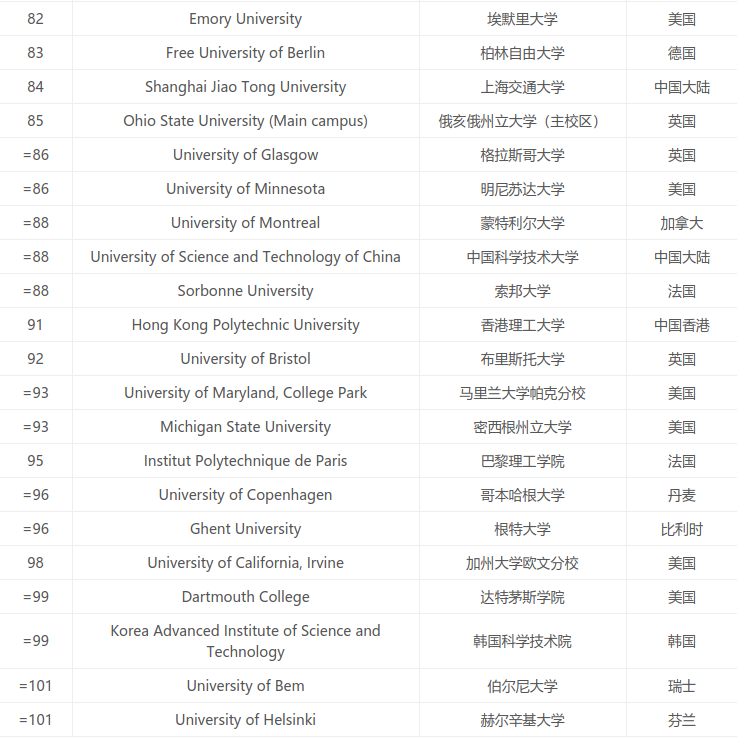 82 Emory University 埃默里大学 美国
83 Free University of Berlin 柏林自由大学 德国
84 Shanghai Jiao Tong University 上海交通大学 中国大陆
85 Ohio State University (Main campus) 俄亥俄州立大学（主校区） 英国
=86 University of Glasgow 格拉斯哥大学 英国
=86 University of Minnesota 明尼苏达大学 美国
=88 University of Montreal 蒙特利尔大学 加拿大
=88 University of Science and Technology of China 中国科学技术大学 中国大陆
=88 Sorbonne University 索邦大学 法国
91 Hong Kong Polytechnic University 香港理工大学 中国香港
92 University of Bristol 布里斯托大学 英国
=93 University of Maryland, College Park 马里兰大学帕克分校 美国
=93 Michigan State University 密西根州立大学 美国
95 Institut Polytechnique de Paris 巴黎理工学院 法国
=96 University of Copenhagen 哥本哈根大学 丹麦
=96 Ghent University 根特大学 比利时
98 University of California, Irvine 加州大学欧文分校 美国
=99 Dartmouth College 达特茅斯学院 美国
=99 Korea Advanced Institute of Science and
Technology 韩国科学技术院 韩国
=101 University of Bem 伯尔尼大学 瑞士
=101 University of Helsinki 赫尔辛基大学 芬兰